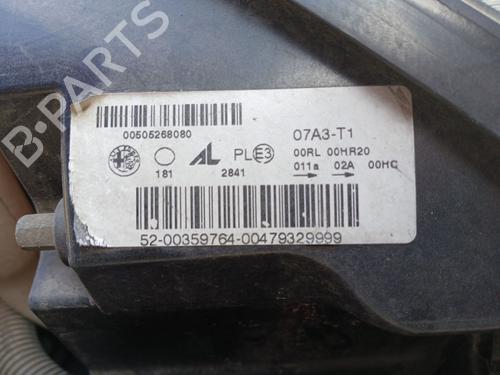 B-PARTS
00505268080
07A3-T1
AL PL E3
00RL 00HR20
181 2841
011a 02A 00HC
52-00359764-00479329999